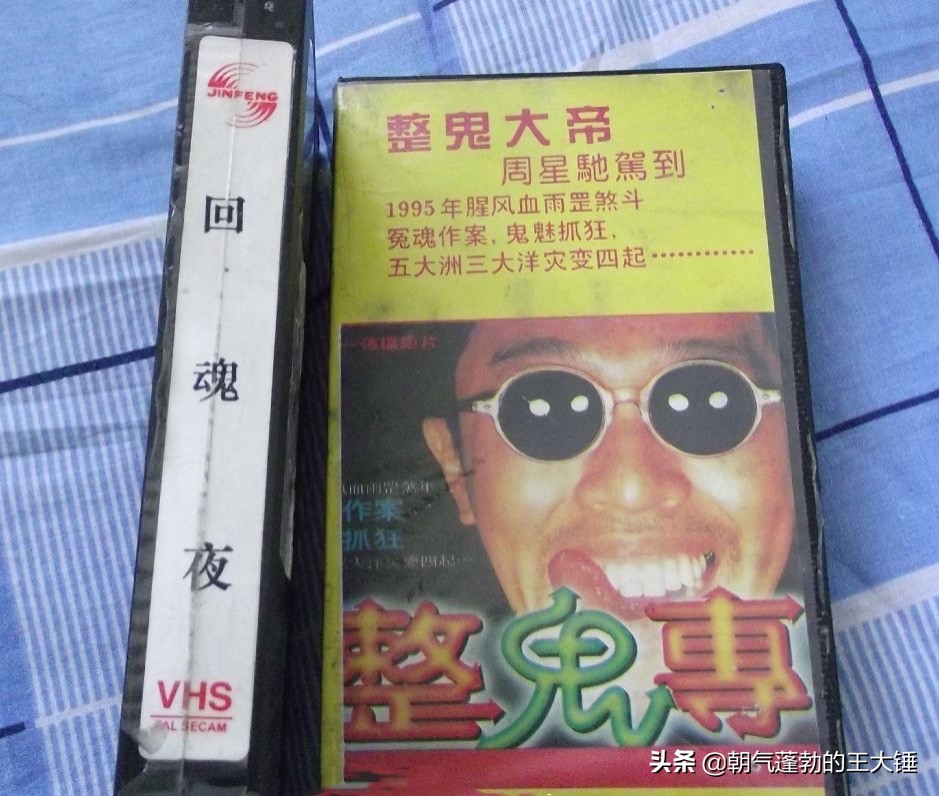 JINFENG
回魂夜
VHS
PAL SECAM
整鬼大帝
周星馳駕到
1995年腥风血雨罡煞斗
冤魂作案,鬼魅抓狂,
五大洲三大洋灾变四起…………
作案
抓狂
整鬼專
头条 @朝气蓬勃的王大锤